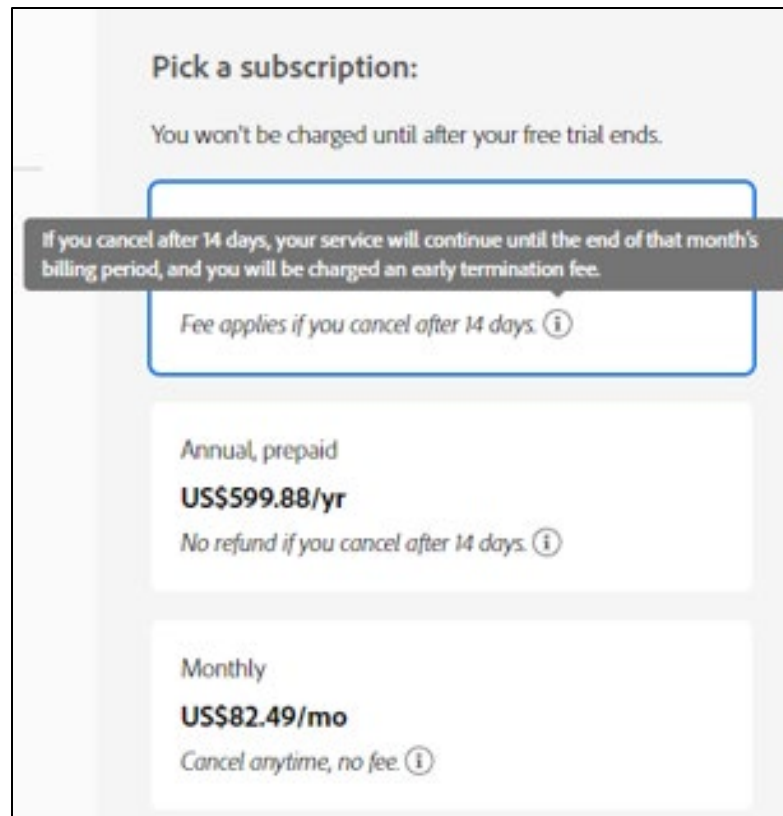 Pick a subscription:
You won't be charged until after your free trial ends.
If you cancel after 14 days, your service will continue until the end of that month's
billing period, and you will be charged an early termination fee.
Fee applies if you cancel after 14 days.
Annual, prepaid
US$599.88/yr
No refund if you cancel after 14 days.
Monthly
US$82.49/mo
Cancel anytime, no fee.